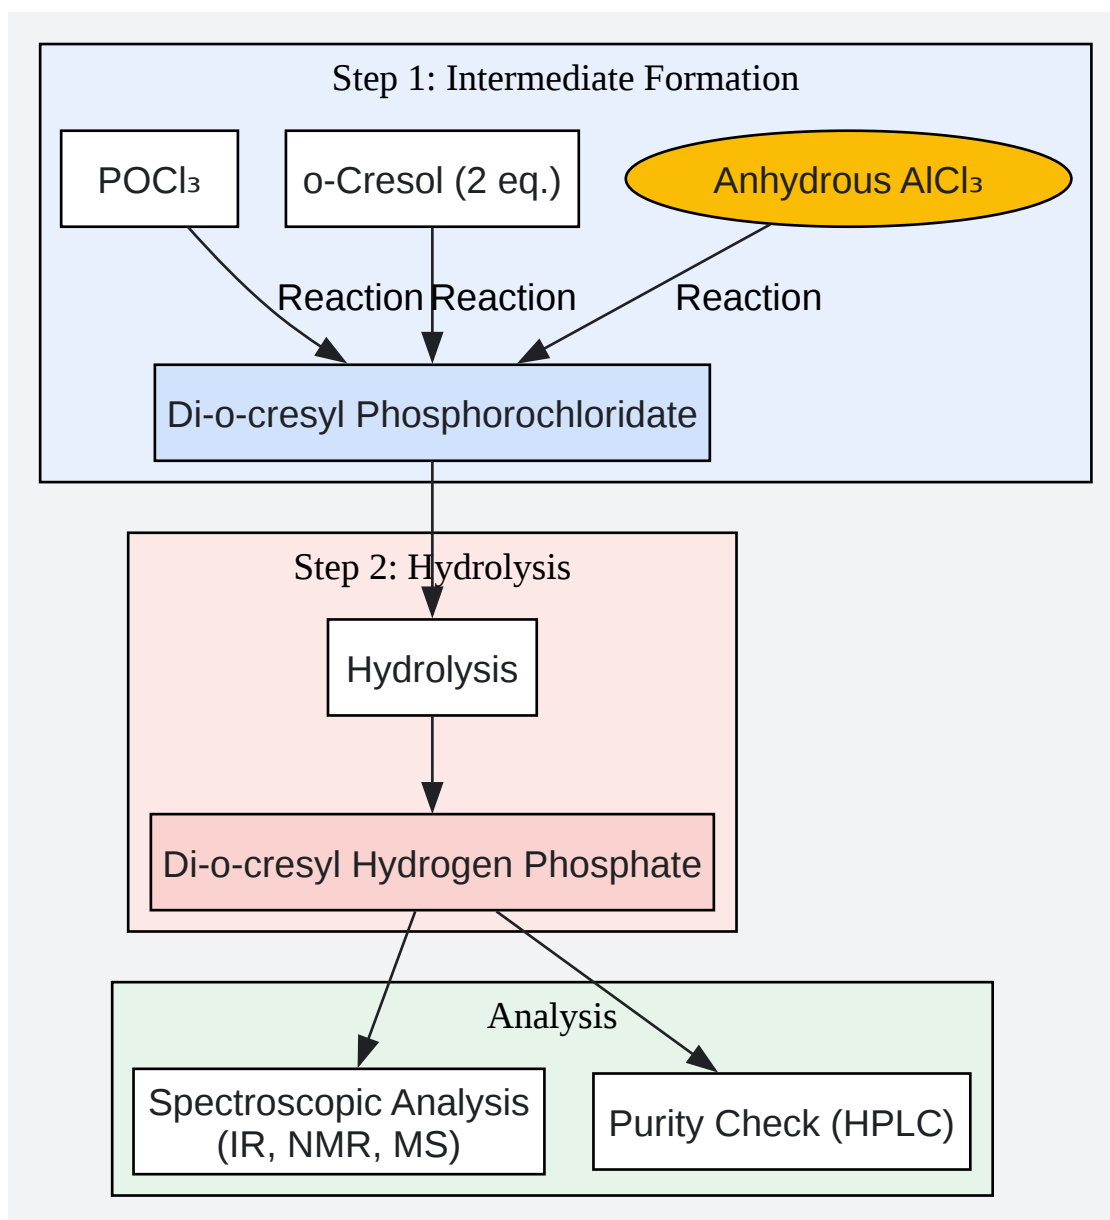 Step 1: Intermediate Formation
POCl₃
o-Cresol (2 eq.)
Anhydrous AlCl₃
Reaction
Reaction
Reaction
Di-o-cresyl Phosphorochloridate
Step 2: Hydrolysis
Hydrolysis
Di-o-cresyl Hydrogen Phosphate
Analysis
Spectroscopic Analysis
(IR, NMR, MS)
Purity Check (HPLC)